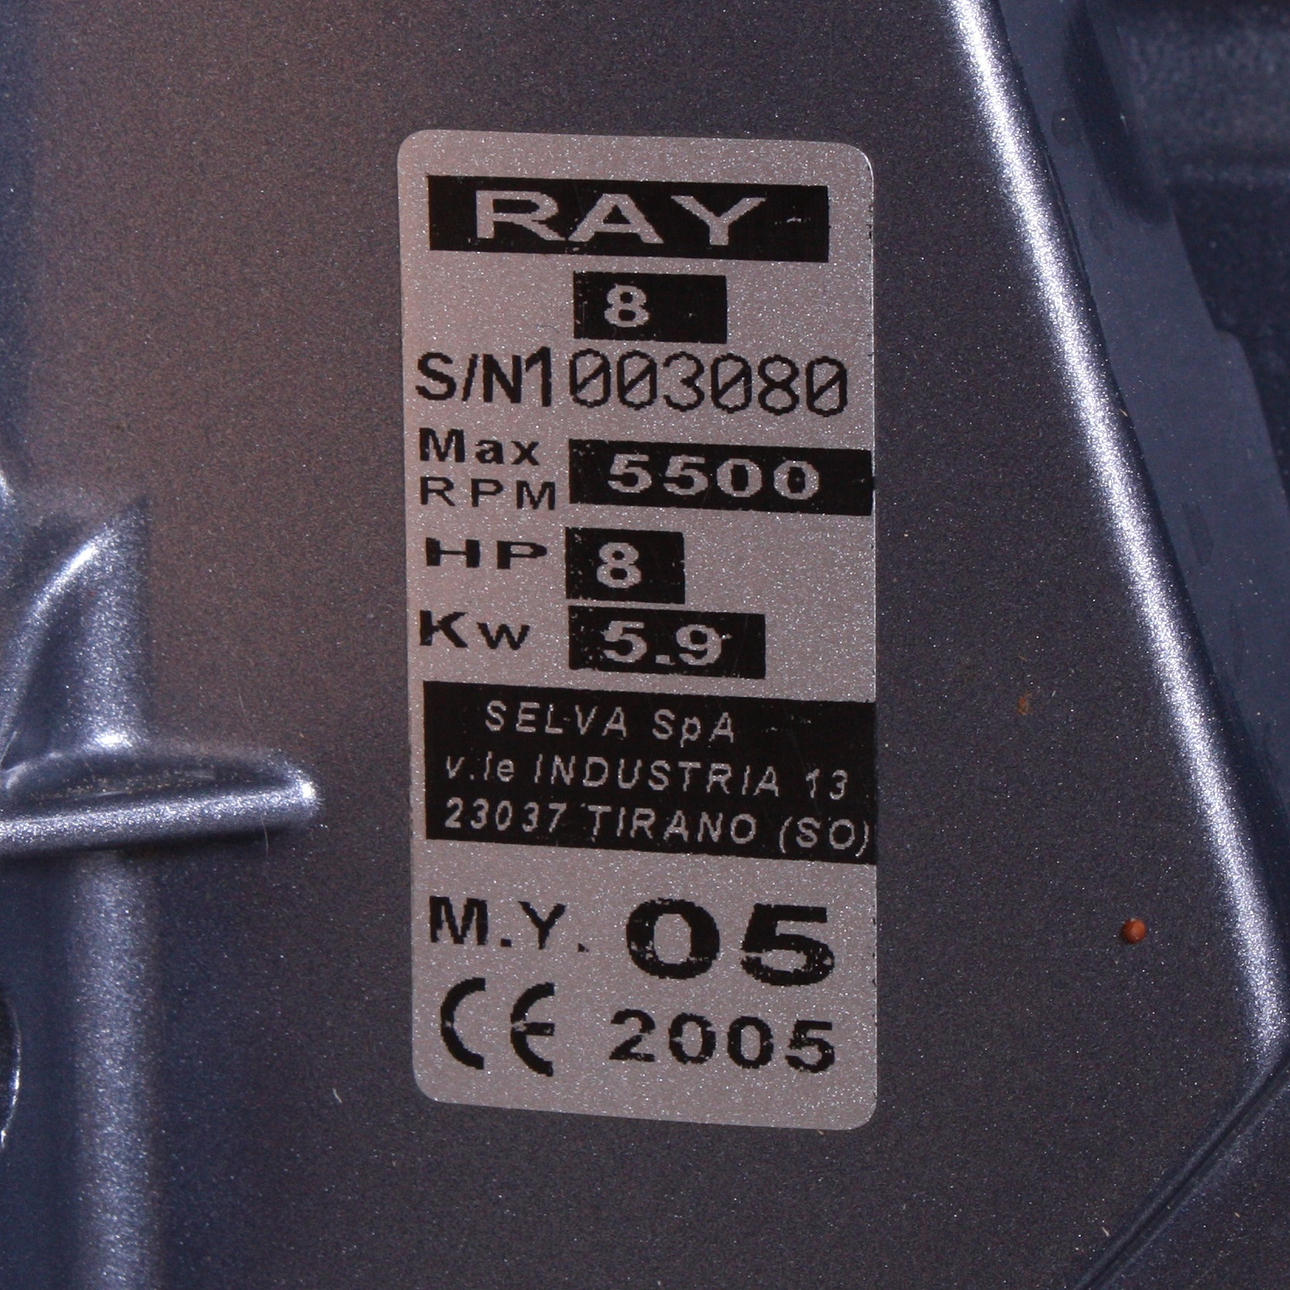 RAY
8
S/N1003080
Max
RPM 5500
HP 8
Kw 5.9
SELVA SpA
v.le INDUSTRIA 13
23037 TIRANO (SO)
M.Y. 05
CE 2005